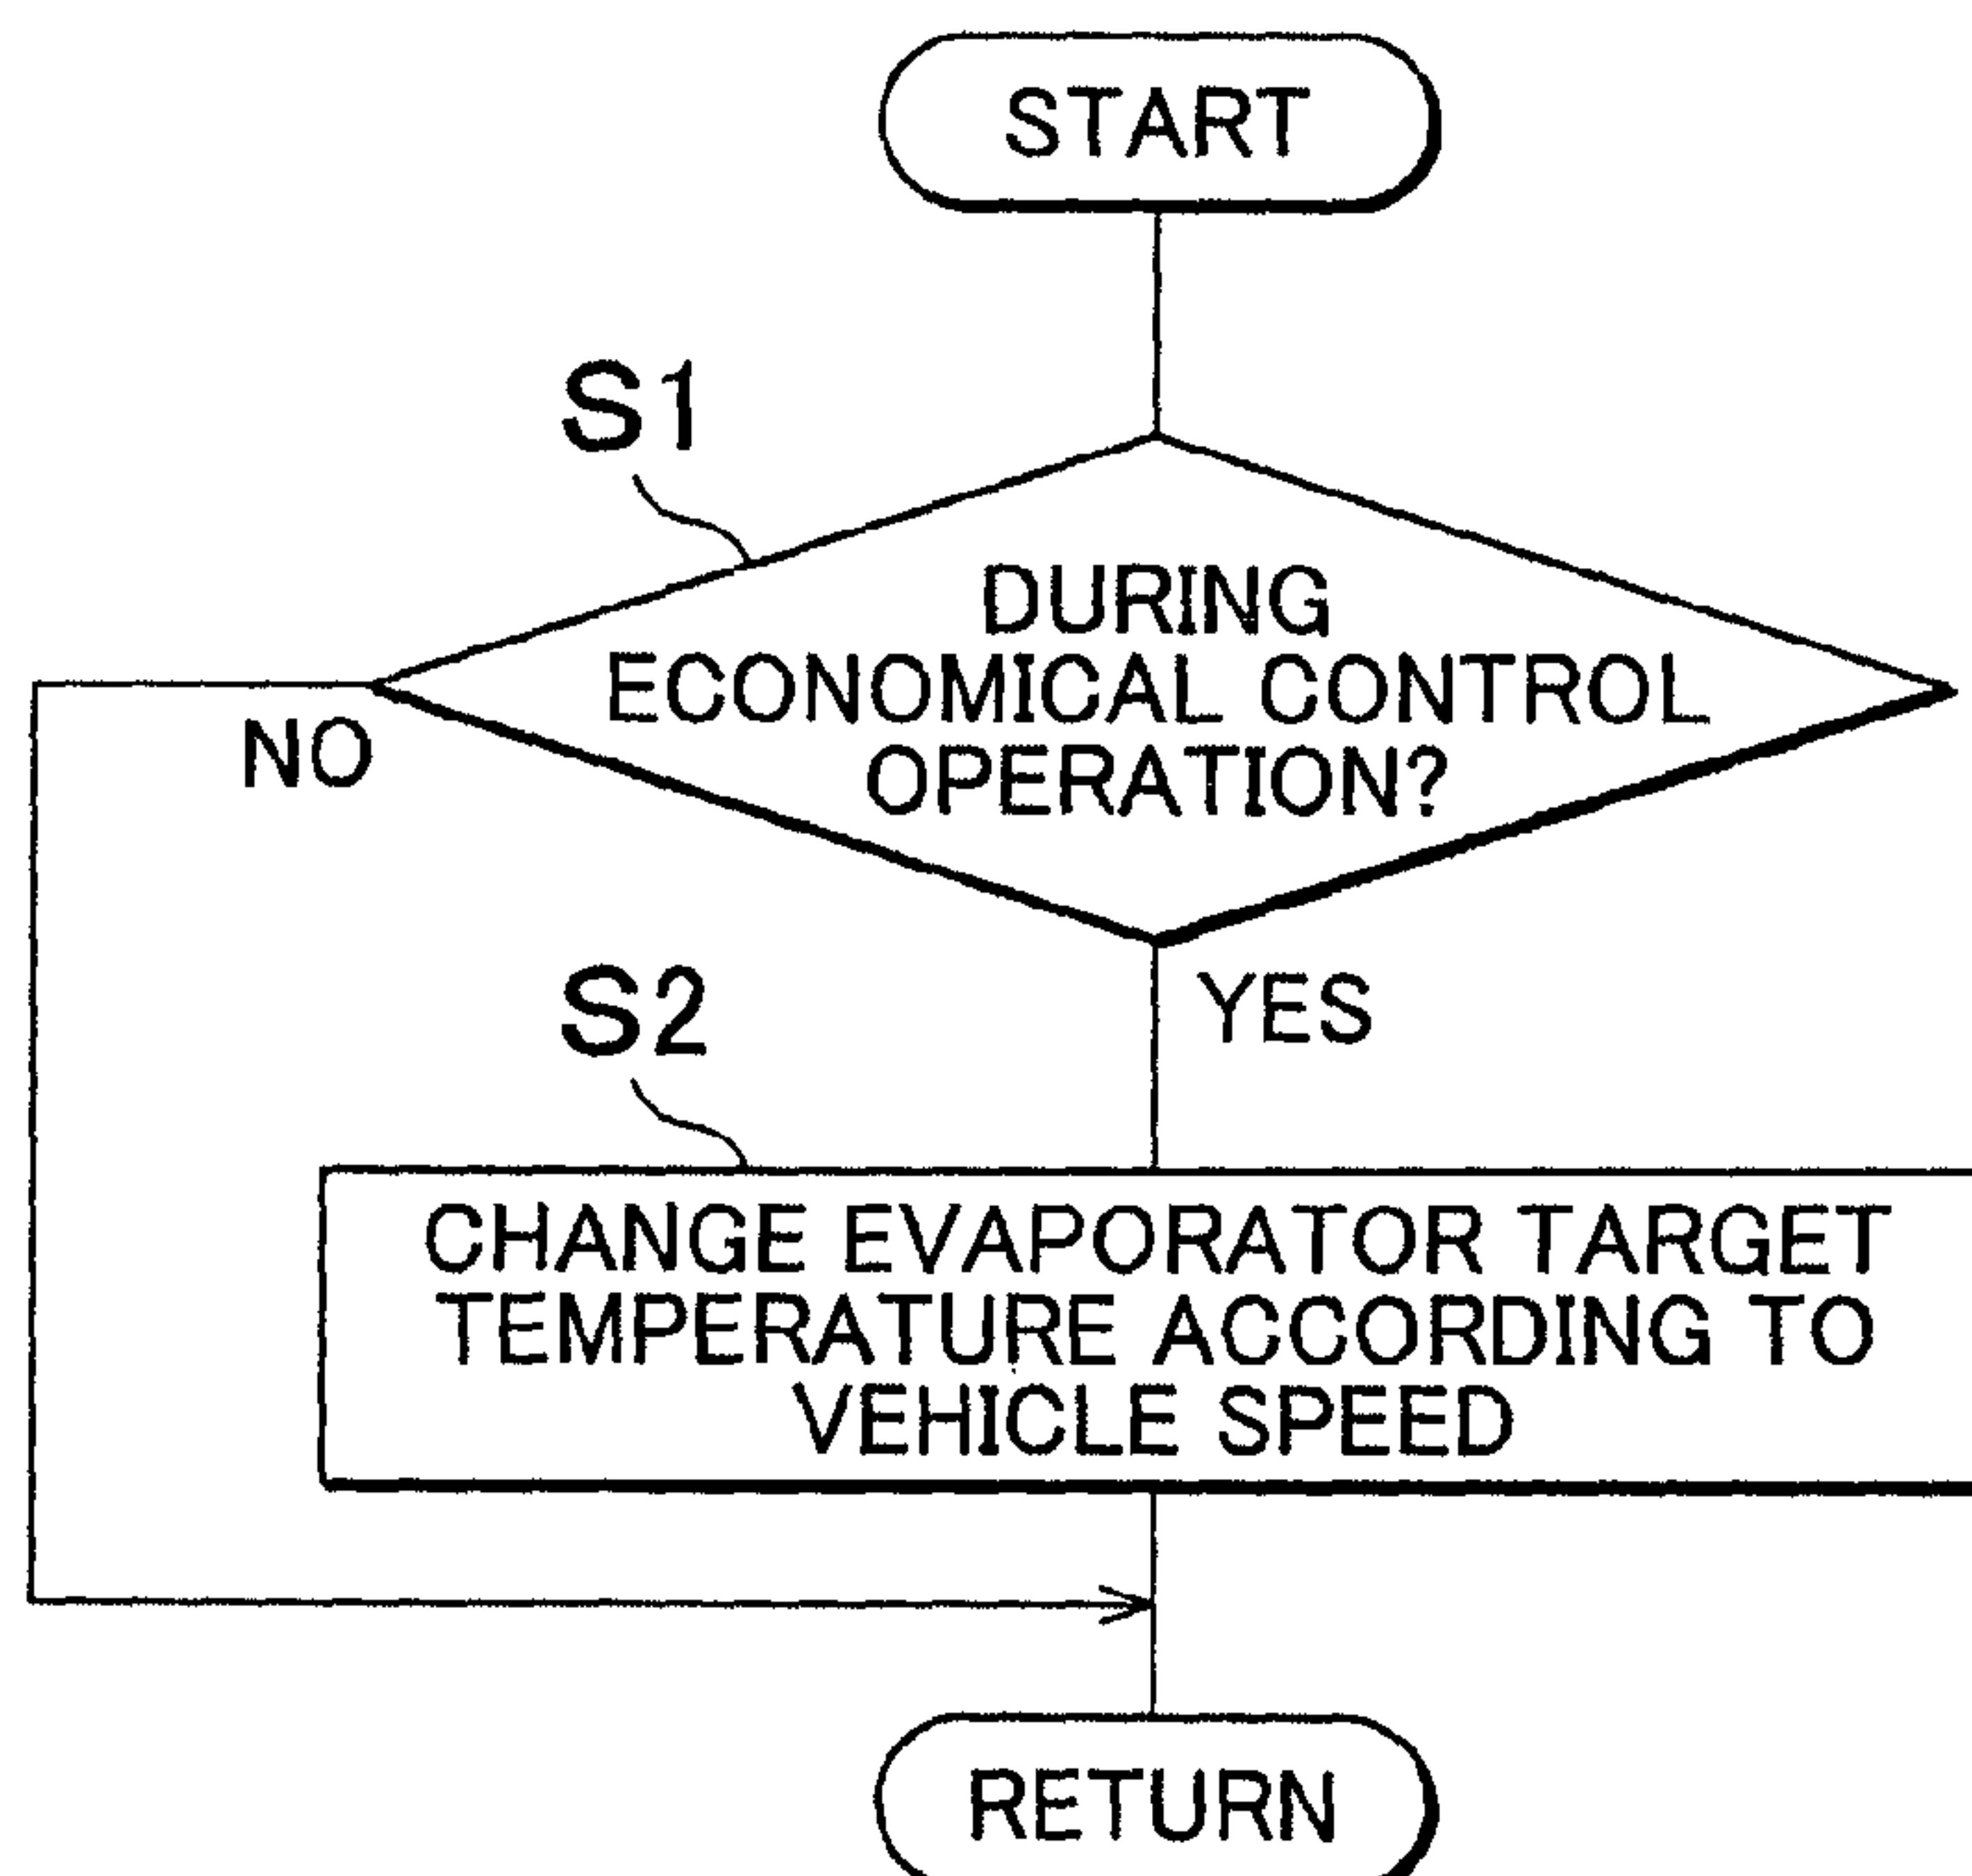 START
S1
DURING
ECONOMICAL CONTROL
OPERATION?
NO
YES
S2
CHANGE EVAPORATOR TARGET
TEMPERATURE ACCORDING TO
VEHICLE SPEED
RETURN